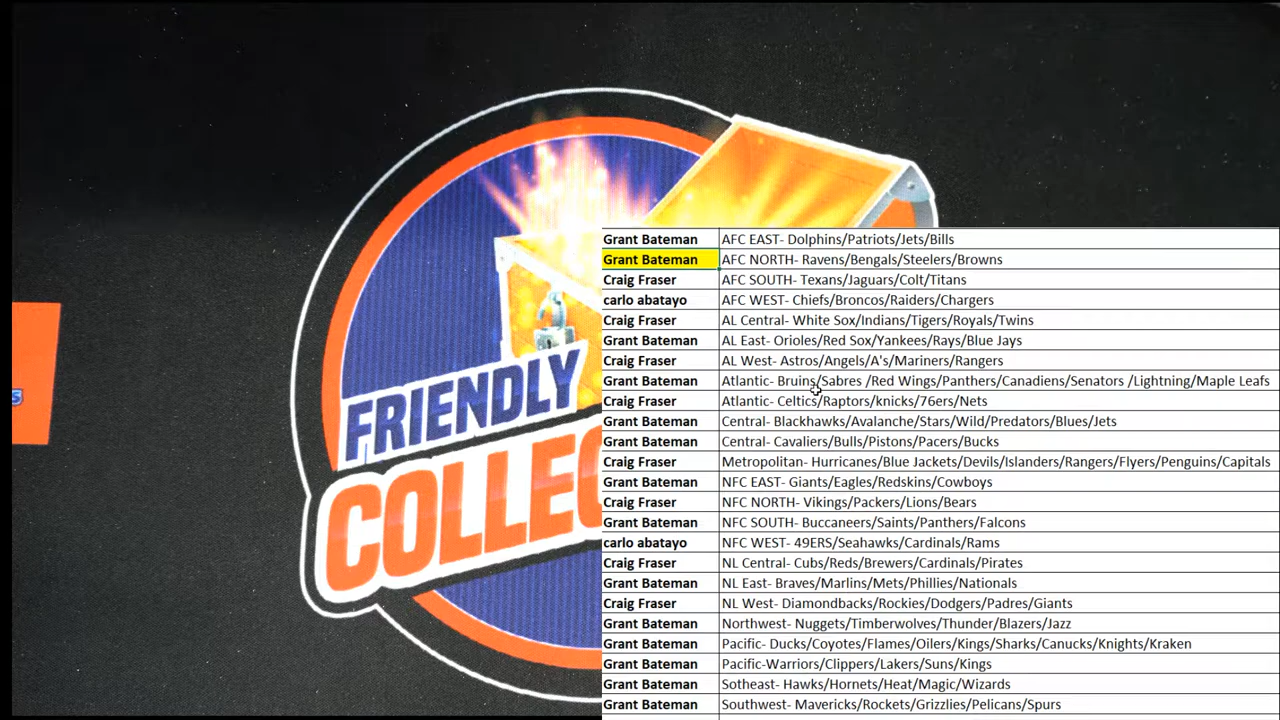 Grant Bateman AFC EAST- Dolphins/Patriots/Jets/Bills
Grant Bateman AFC NORTH- Ravens/Bengals/Steelers/Browns
Craig Fraser AFC SOUTH- Texans/Jaguars/Colt/Titans
carlo abatayo AFC WEST- Chiefs/Broncos/Raiders/Chargers
Craig Fraser AL Central- White Sox/Indians/Tigers/Royals/Twins
Grant Bateman AL East- Orioles/Red Sox/Yankees/Rays/Blue Jays
Craig Fraser AL West- Astros/Angels/A's/Mariners/Rangers
Grant Bateman Atlantic- Bruins/Sabres /Red Wings/Panthers/Canadiens/Senators /Lightning/Maple Leafs
Craig Fraser Atlantic- Celtics/Raptors/knicks/76ers/Nets
Grant Bateman Central- Blackhawks/Avalanche/Stars/Wild/Predators/Blues/Jets
Grant Bateman Central- Cavaliers/Bulls/Pistons/Pacers/Bucks
Craig Fraser Metropolitan- Hurricanes/Blue Jackets/Devils/Islanders/Rangers/Flyers/Penguins/Capitals
Grant Bateman NFC EAST- Giants/Eagles/Redskins/Cowboys
Craig Fraser NFC NORTH- Vikings/Packers/Lions/Bears
Grant Bateman NFC SOUTH- Buccaneers/Saints/Panthers/Falcons
carlo abatayo NFC WEST- 49ERS/Seahawks/Cardinals/Rams
Craig Fraser NL Central- Cubs/Reds/Brewers/Cardinals/Pirates
Grant Bateman NL East- Braves/Marlins/Mets/Phillies/Nationals
Craig Fraser NL West- Diamondbacks/Rockies/Dodgers/Padres/Giants
Grant Bateman Northwest- Nuggets/Timberwolves/Thunder/Blazers/Jazz
Grant Bateman Pacific- Ducks/Coyotes/Flames/Oilers/Kings/Sharks/Canucks/Knights/Kraken
Grant Bateman Pacific-Warriors/Clippers/Lakers/Suns/Kings
Grant Bateman Sotheast- Hawks/Hornets/Heat/Magic/Wizards
Grant Bateman Southwest- Mavericks/Rockets/Grizzlies/Pelicans/Spurs
FRIENDLY
COLLEC
S